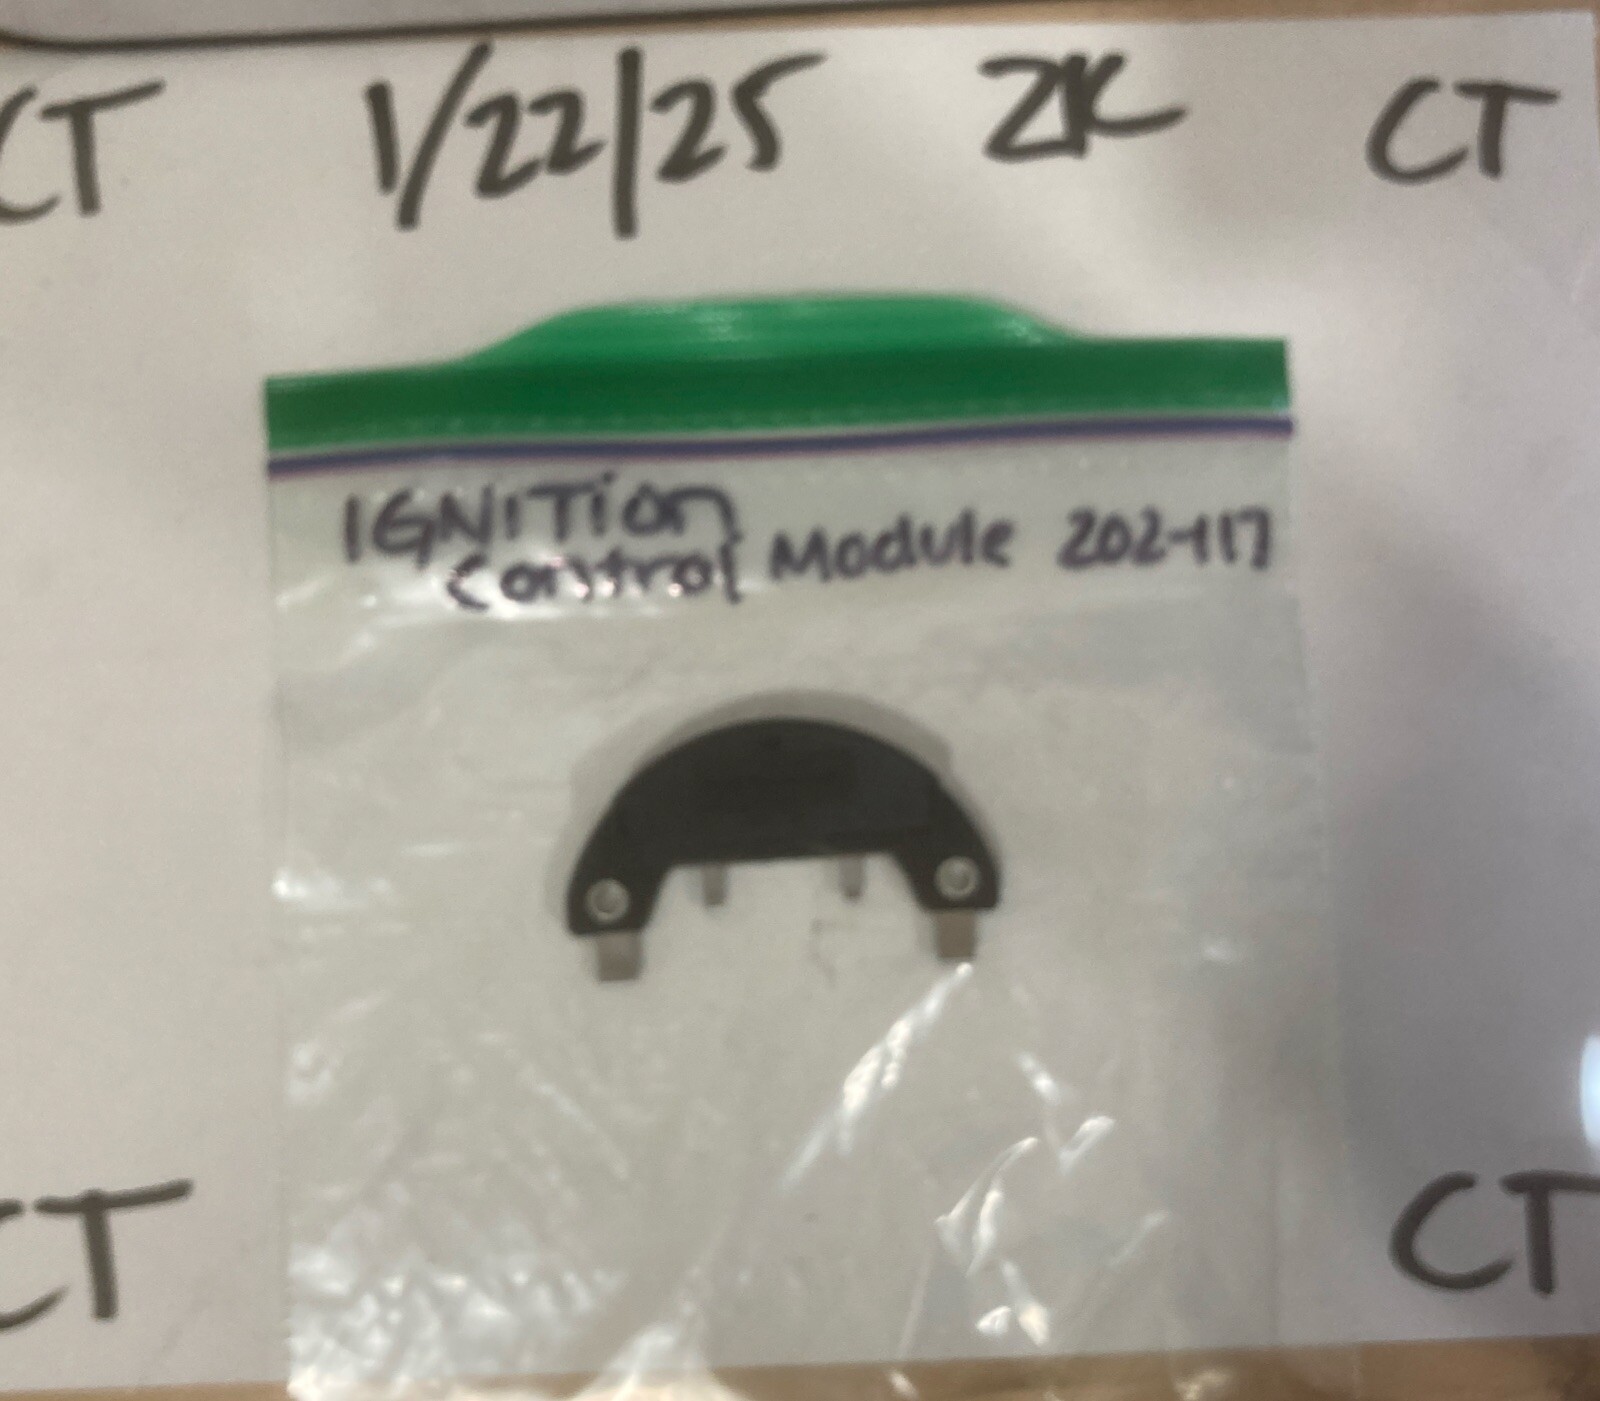 CT 1/22/25 ZK CT
IGNITION
Control Module 202-117
CT CT